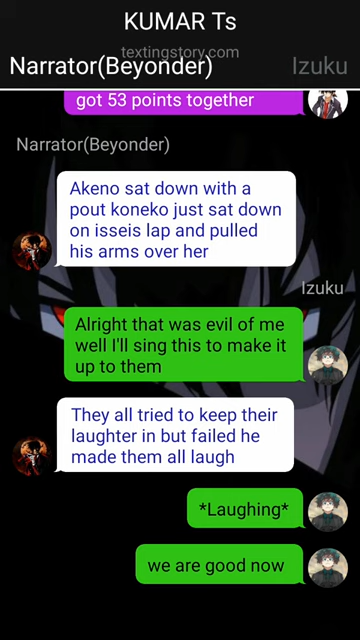 KUMAR Ts
textingstory.com
Narrator(Beyonder) Izuku
got 53 points together
Narrator(Beyonder)
Akeno sat down with a
pout koneko just sat down
on isseis lap and pulled
his arms over her
Izuku
Alright that was evil of me
well I'll sing this to make it
up to them
They all tried to keep their
laughter in but failed he
made them all laugh
*Laughing*
we are good now